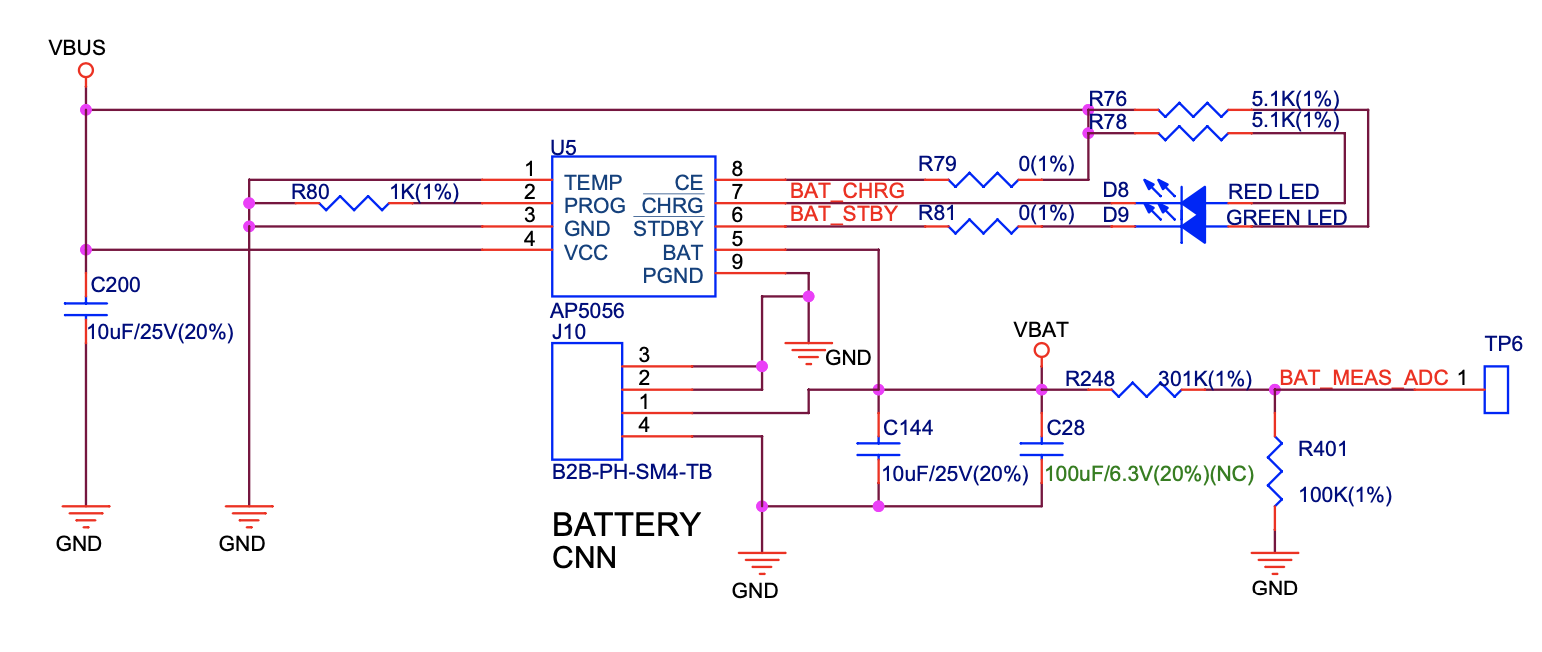 VBUS
R76 5.1K(1%)
R78 5.1K(1%)
U5
1 TEMP CE 8 R79 0(1%)
R80 1K(1%) 2 PROG CHRG 7 BAT_CHRG D8 RED LED
3 GND STDBY 6 BAT_STBY R81 0(1%) D9 GREEN LED
4 VCC BAT 5
PGND 9
C200
10uF/25V(20%)
AP5056
J10
GND
VBAT
TP6
3
2
1
4
R248 301K(1%) BAT_MEAS_ADC 1
C144
10uF/25V(20%)
C28
100uF/6.3V(20%)(NC)
R401
100K(1%)
B2B-PH-SM4-TB
BATTERY
CNN
GND
GND
GND
GND